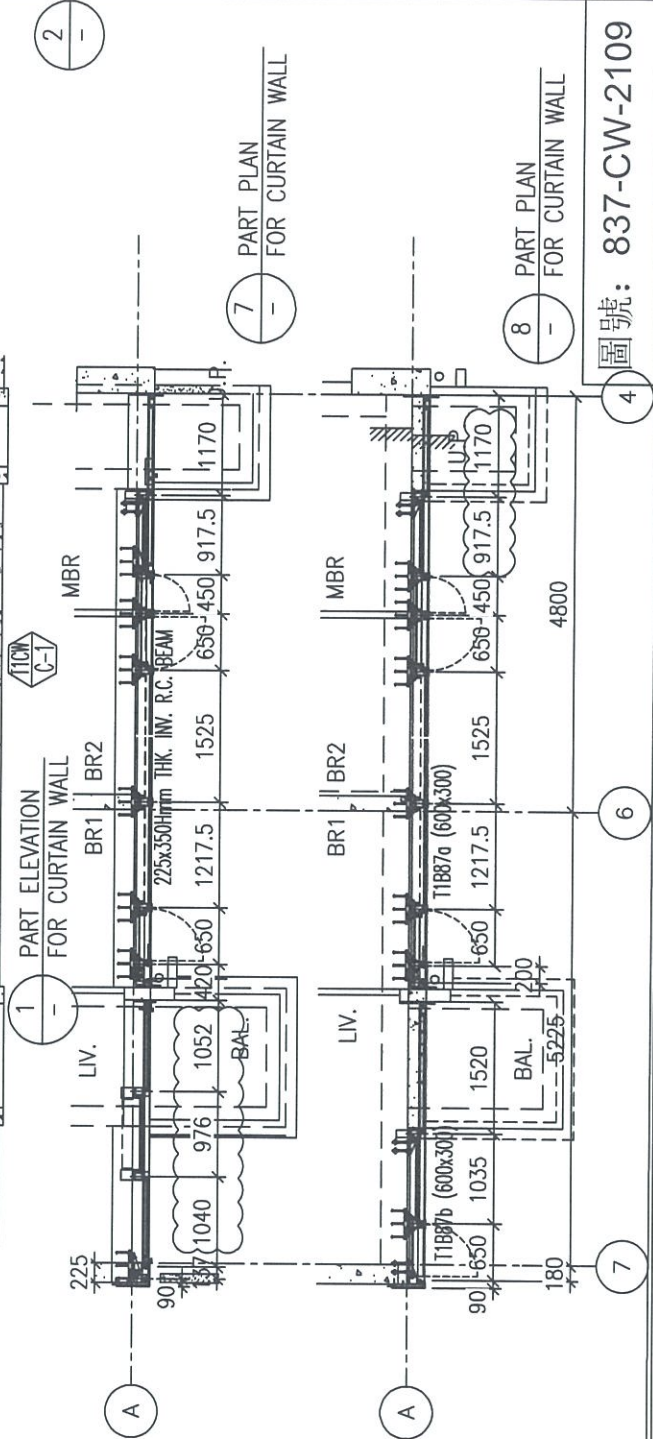 2
-
1
-
PART ELEVATION
FOR CURTAIN WALL
T1CW
C-1
LIV.
BR1
BR2
MBR
225x350Hmm THK. INV. R.C. BEAM
BAL.
A
225
90
1040
976
1052
420
650
1217.5
1525
650
450
917.5
1170
7
-
PART PLAN
FOR CURTAIN WALL
LIV.
BR1
BR2
MBR
T1B87b (600x300)
T1B87a (600x300)
BAL.
A
90
650
1035
1520
200
650
1217.5
1525
650
450
917.5
1170
180
5225
4800
7
6
4
8
-
PART PLAN
FOR CURTAIN WALL
圖號: 837-CW-2109